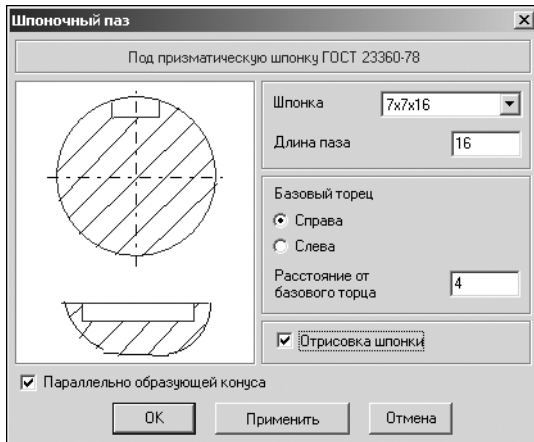 Шпоночный паз
Под призматическую шпонку ГОСТ 23360-78
Шпонка 7x7x16
Длина паза 16
Базовый торец
Справа
Слева
Расстояние от
базового торца 4
Отрисовка шпонки
Параллельно образующей конуса
OK Применить Отмена